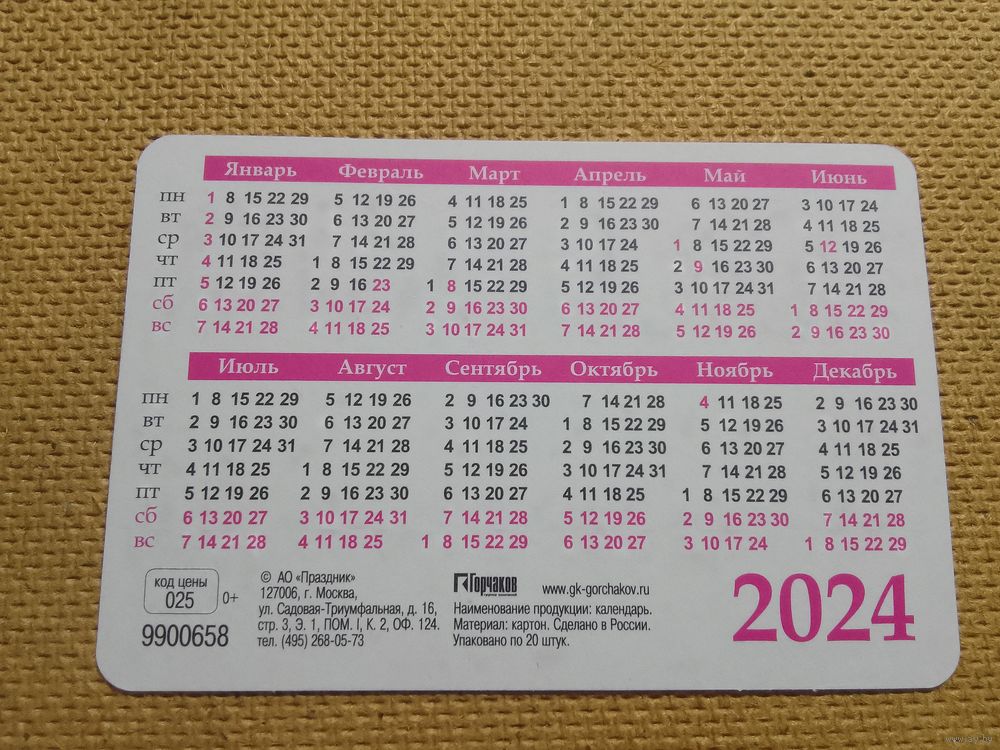 Январь Февраль Март Апрель Май Июнь
пн 1 8 15 22 29 5 12 19 26 4 11 18 25 1 8 15 22 29 6 13 20 27 3 10 17 24
вт 2 9 16 23 30 6 13 20 27 5 12 19 26 2 9 16 23 30 7 14 21 28 4 11 18 25
ср 3 10 17 24 31 7 14 21 28 6 13 20 27 3 10 17 24 1 8 15 22 29 5 12 19 26
чт 4 11 18 25 1 8 15 22 29 7 14 21 28 4 11 18 25 2 9 16 23 30 6 13 20 27
пт 5 12 19 26 2 9 16 23 1 8 15 22 29 5 12 19 26 3 10 17 24 31 7 14 21 28
сб 6 13 20 27 3 10 17 24 2 9 16 23 30 6 13 20 27 4 11 18 25 1 8 15 22 29
вс 7 14 21 28 4 11 18 25 3 10 17 24 31 7 14 21 28 5 12 19 26 2 9 16 23 30
Июль Август Сентябрь Октябрь Ноябрь Декабрь
пн 1 8 15 22 29 5 12 19 26 2 9 16 23 30 7 14 21 28 4 11 18 25 2 9 16 23 30
вт 2 9 16 23 30 6 13 20 27 3 10 17 24 1 8 15 22 29 5 12 19 26 3 10 17 24 31
ср 3 10 17 24 31 7 14 21 28 4 11 18 25 2 9 16 23 30 6 13 20 27 4 11 18 25
чт 4 11 18 25 1 8 15 22 29 5 12 19 26 3 10 17 24 31 7 14 21 28 5 12 19 26
пт 5 12 19 26 2 9 16 23 30 6 13 20 27 4 11 18 25 1 8 15 22 29 6 13 20 27
сб 6 13 20 27 3 10 17 24 31 7 14 21 28 5 12 19 26 2 9 16 23 30 7 14 21 28
вс 7 14 21 28 4 11 18 25 1 8 15 22 29 6 13 20 27 3 10 17 24 1 8 15 22 29
код цены
025
0+
9900658
© АО «Праздник»
127006, г. Москва,
ул. Садовая-Триумфальная, д. 16,
стр. 3, Э. 1, ПОМ. I, К. 2, ОФ. 124.
тел. (495) 268-05-73
Горчаков
группа компаний
www.gk-gorchakov.ru
Наименование продукции: календарь.
Материал: картон. Сделано в России.
Упаковано по 20 штук.
2024